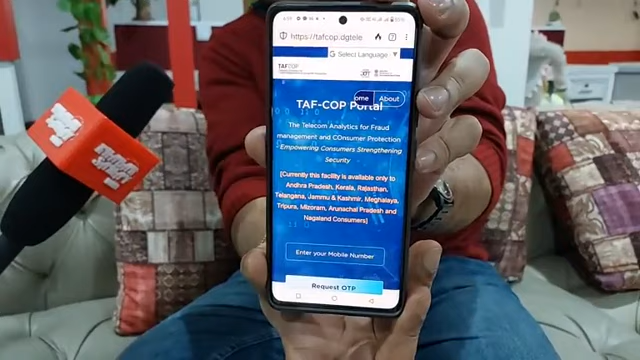 https://tafcop.dgtele
7
G Select Language ▼
TAFCOP
ome
About
TAF-COP Portal
The Telecom Analytics for Fraud
management and COnsumer Protection
Empowering Consumers Strengthening
Security
(Currently this facility is available only to
Andhra Pradesh, Kerala, Rajasthan,
Telangana, Jammu & Kashmir, Meghalaya,
Tripura, Mizoram, Arunachal Pradesh and
Nagaland Consumers)
Enter your Mobile Number
Request OTP